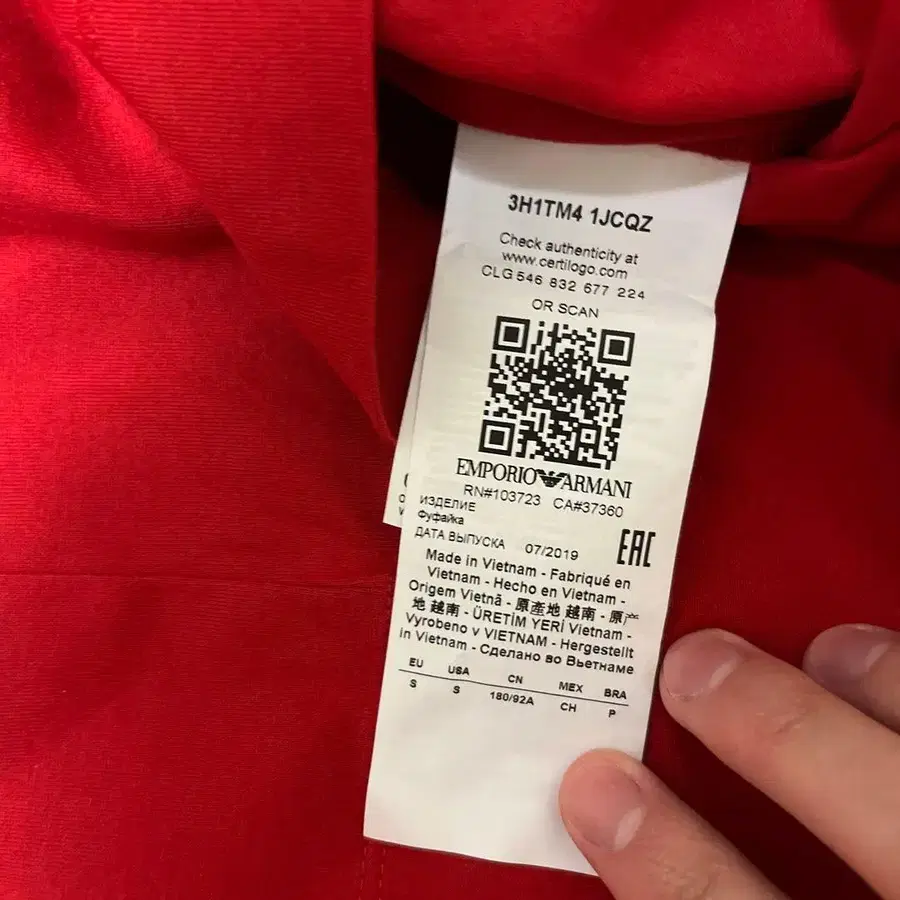 3H1TM4 1JCQZ
Check authenticity at
www.certilogo.com
CLG 546 832 677 224
OR SCAN
EMPORIO ARMANI
RN#103723 CA#37360
ИЗДЕЛИЕ
Фуфайка
ДАТА ВЫПУСКА 07/2019
EAC
Made in Vietnam - Fabriqué en
Vietnam - Hecho en Vietnam -
Origem Vietnã - 原產地 越南 - 原产
地 越南 - ÜRETİM YERİ Vietnam -
Vyrobeno v VIETNAM - Hergestellt
in Vietnam - Сделано во Вьетнаме
EU USA CN MEX BRA
S S 180/92A CH P